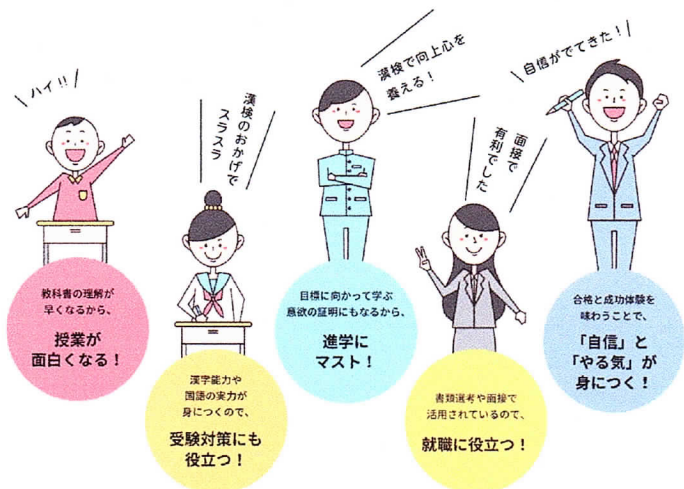 ハイ!!
教科書の理解が
早くなるから、
授業が
面白くなる！
漢検のおかげで
スラスラ
漢字能力や
国語の実力が
身につくので、
受験対策にも
役立つ！
漢検で向上心を
養える！
目標に向かって学ぶ
意欲の証明にもなるから、
進学に
マスト！
面接で
有利でした
書類選考や面接で
活用されているので、
就職に役立つ！
自信がでてきた！
合格と成功体験を
味わうことで、
「自信」と
「やる気」が
身につく！